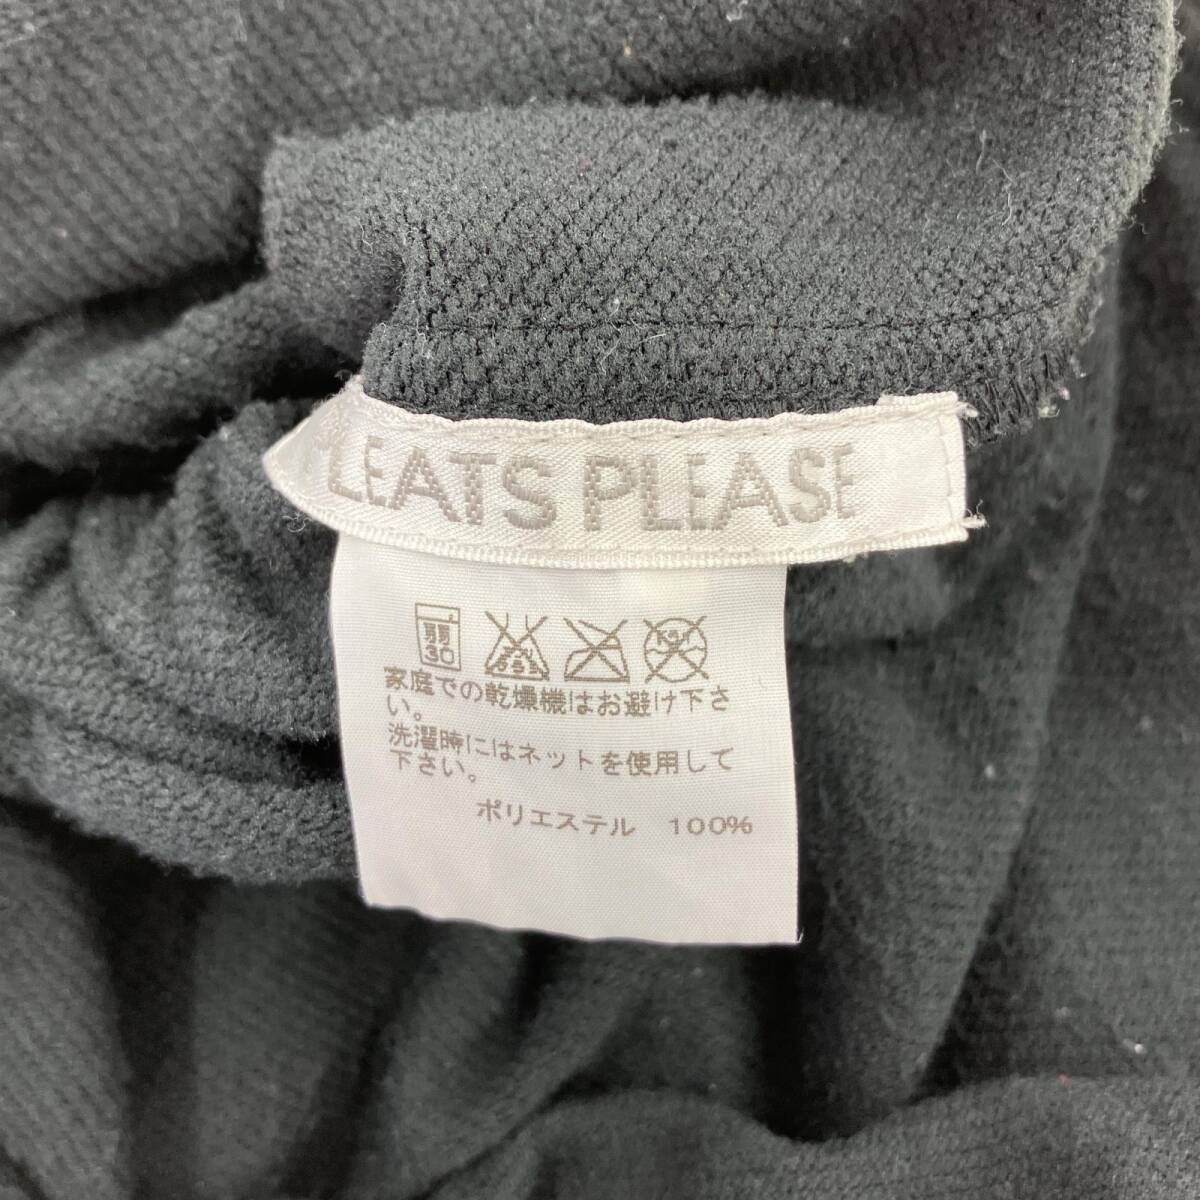 PLEATS PLEASE
弱
30
家庭での乾燥機はお避け下さ
い。
洗濯時にはネットを使用して
下さい。
ポリエステル 100%